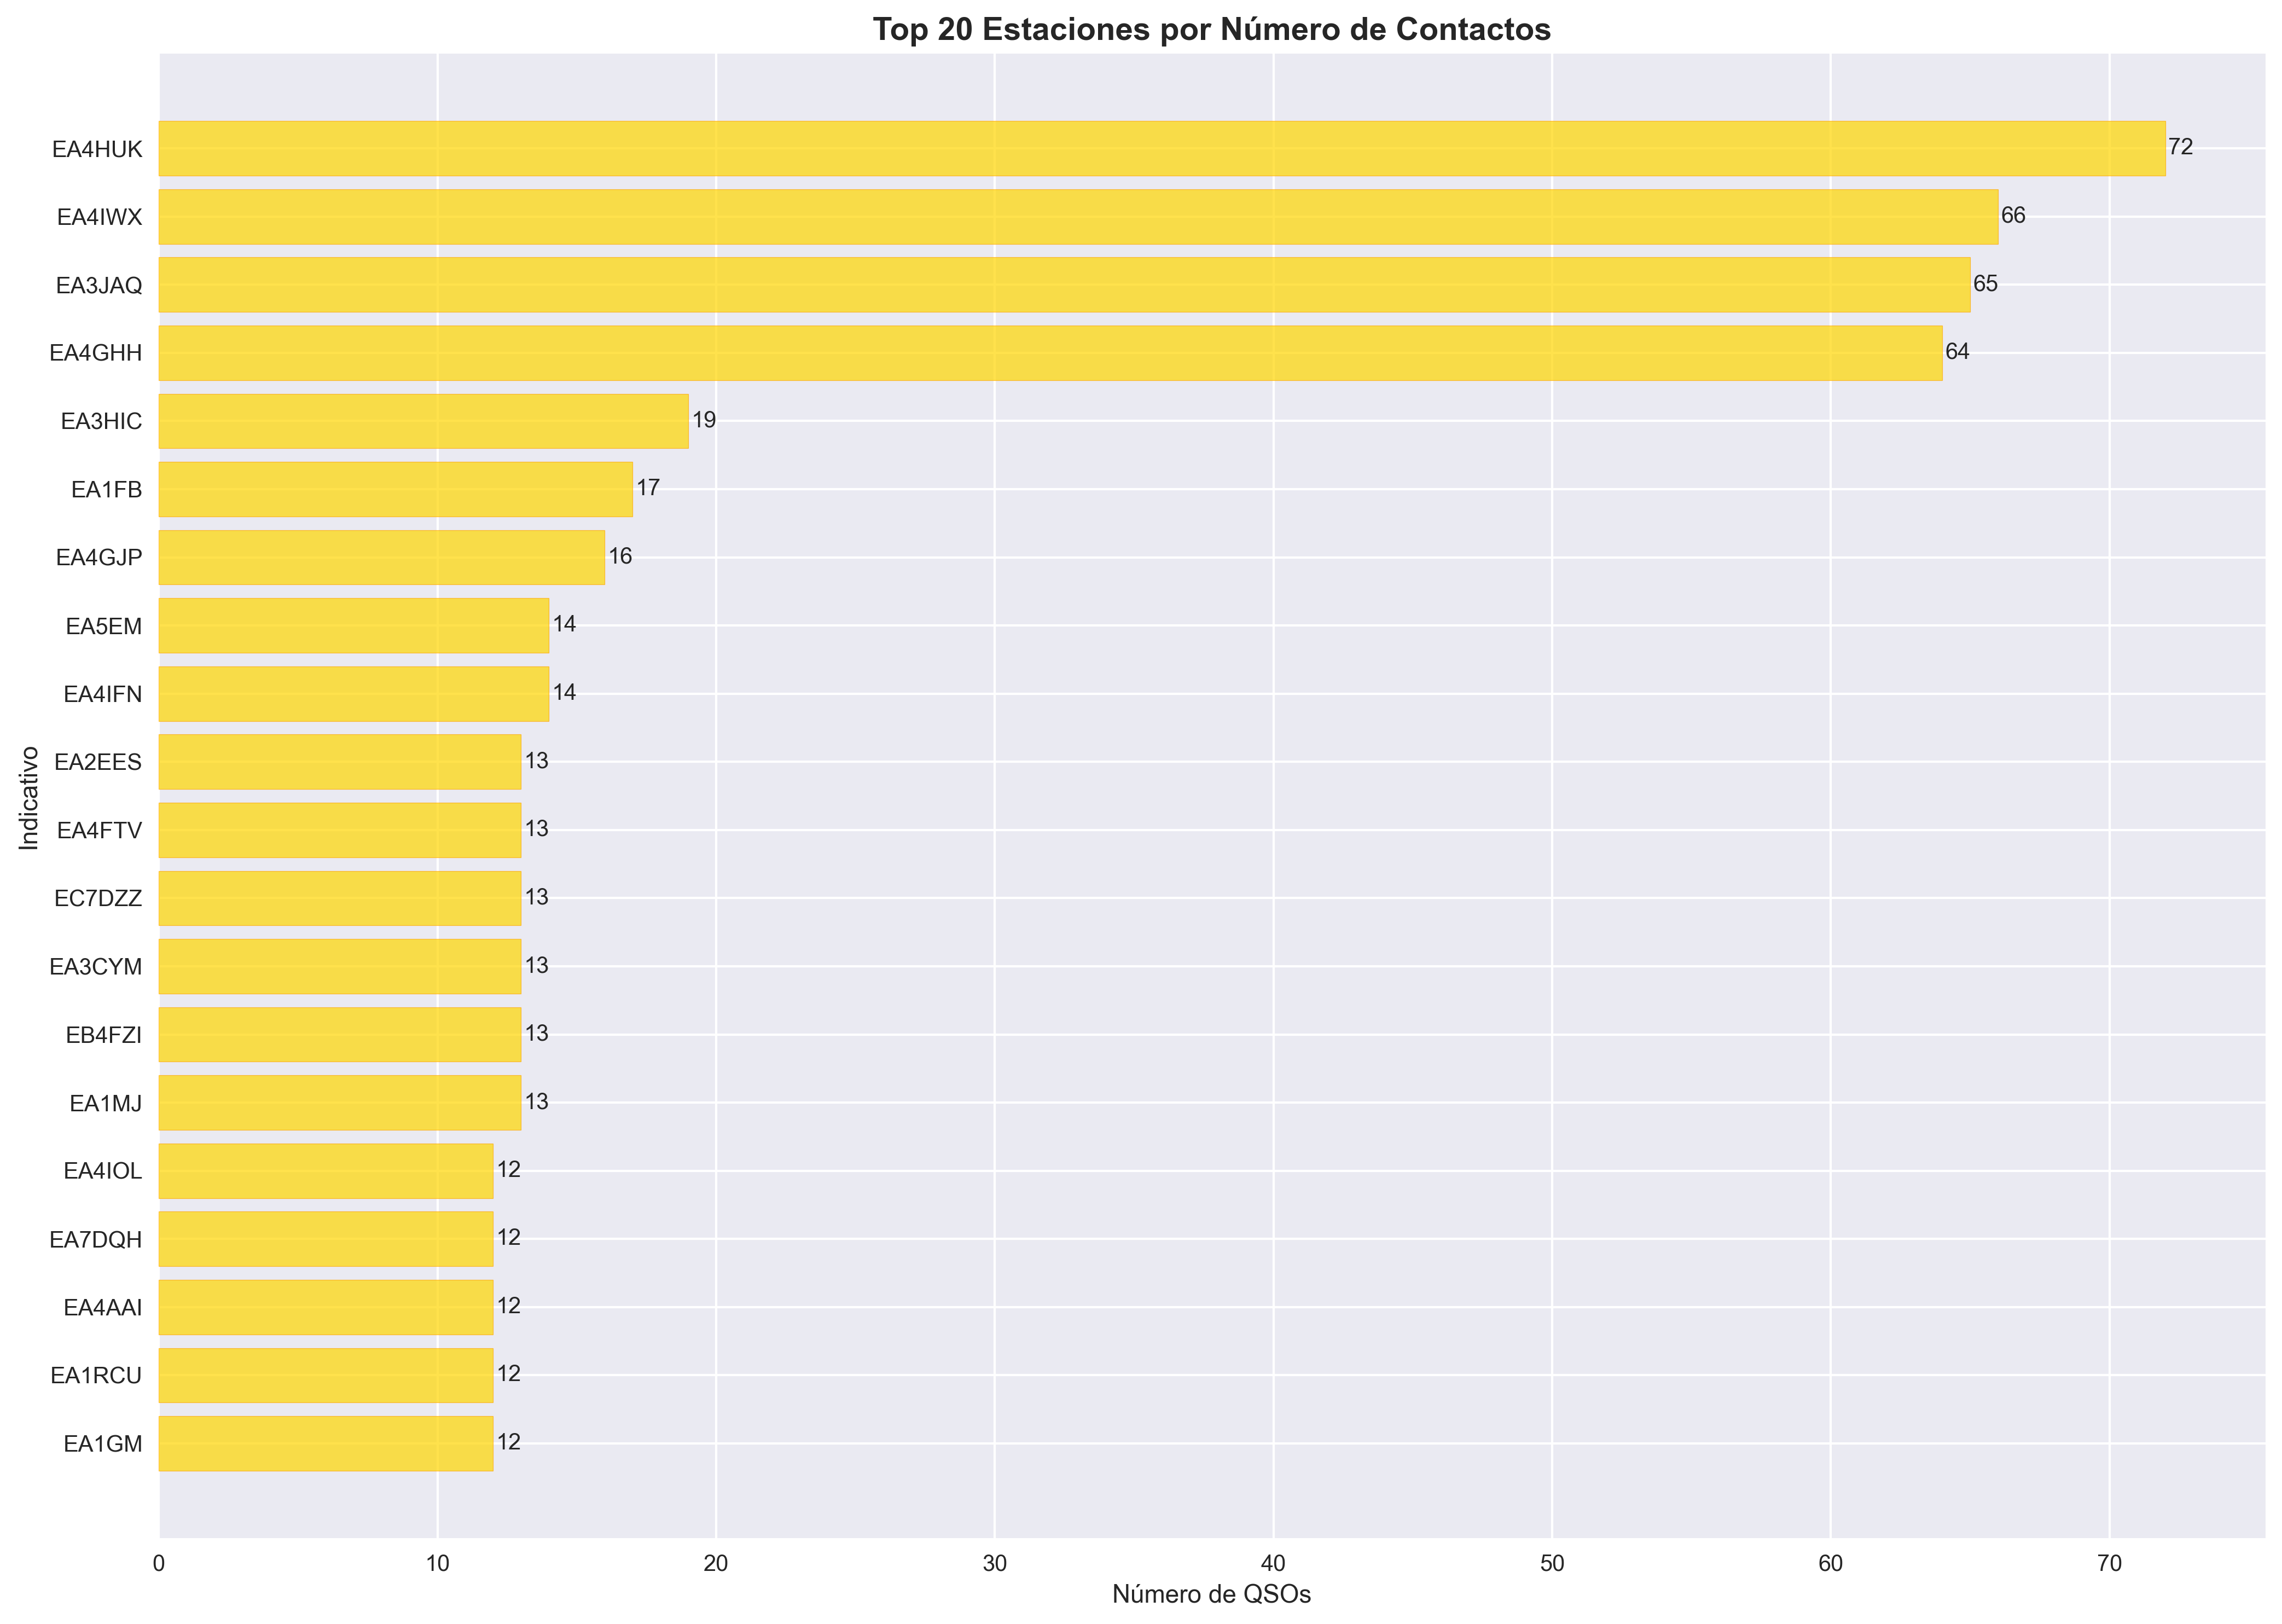 Top 20 Estaciones por Número de Contactos
EA4HUK 72
EA4IWX 66
EA3JAQ 65
EA4GHH 64
EA3HIC 19
EA1FB 17
EA4GJP 16
EA5EM 14
EA4IFN 14
EA2EES 13
EA4FTV 13
EC7DZZ 13
EA3CYM 13
EB4FZI 13
EA1MJ 13
EA4IOL 12
EA7DQH 12
EA4AAI 12
EA1RCU 12
EA1GM 12
Indicativo
0 10 20 30 40 50 60 70
Número de QSOs